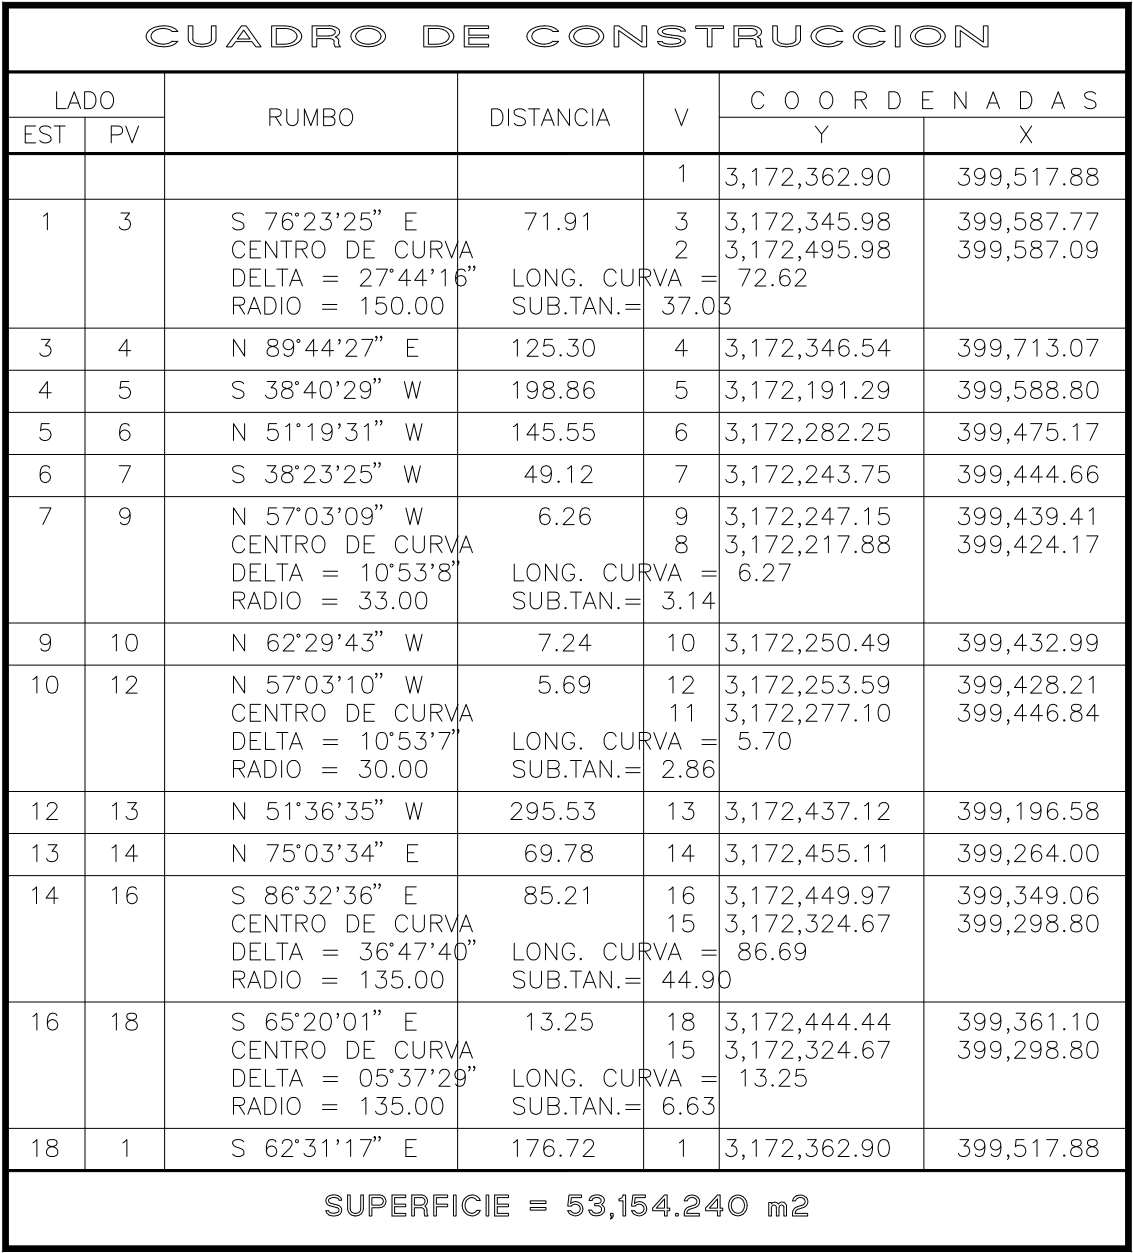 CUADRO DE CONSTRUCCION
LADO RUMBO DISTANCIA V COORDENADAS
EST PV Y X
1 3,172,362.90 399,517.88
1 3 S 76°23'25" E 71.91 3 3,172,345.98 399,587.77
CENTRO DE CURVA 2 3,172,495.98 399,587.09
DELTA = 27°44'16" LONG. CURVA = 72.62
RADIO = 150.00 SUB.TAN.= 37.03
3 4 N 89°44'27" E 125.30 4 3,172,346.54 399,713.07
4 5 S 38°40'29" W 198.86 5 3,172,191.29 399,588.80
5 6 N 51°19'31" W 145.55 6 3,172,282.25 399,475.17
6 7 S 38°23'25" W 49.12 7 3,172,243.75 399,444.66
7 9 N 57°03'09" W 6.26 9 3,172,247.15 399,439.41
CENTRO DE CURVA 8 3,172,217.88 399,424.17
DELTA = 10°53'8" LONG. CURVA = 6.27
RADIO = 33.00 SUB.TAN.= 3.14
9 10 N 62°29'43" W 7.24 10 3,172,250.49 399,432.99
10 12 N 57°03'10" W 5.69 12 3,172,253.59 399,428.21
CENTRO DE CURVA 11 3,172,277.10 399,446.84
DELTA = 10°53'7" LONG. CURVA = 5.70
RADIO = 30.00 SUB.TAN.= 2.86
12 13 N 51°36'35" W 295.53 13 3,172,437.12 399,196.58
13 14 N 75°03'34" E 69.78 14 3,172,455.11 399,264.00
14 16 S 86°32'36" E 85.21 16 3,172,449.97 399,349.06
CENTRO DE CURVA 15 3,172,324.67 399,298.80
DELTA = 36°47'40" LONG. CURVA = 86.69
RADIO = 135.00 SUB.TAN.= 44.90
16 18 S 65°20'01" E 13.25 18 3,172,444.44 399,361.10
CENTRO DE CURVA 15 3,172,324.67 399,298.80
DELTA = 05°37'29" LONG. CURVA = 13.25
RADIO = 135.00 SUB.TAN.= 6.63
18 1 S 62°31'17" E 176.72 1 3,172,362.90 399,517.88
SUPERFICIE = 53,154.240 m2